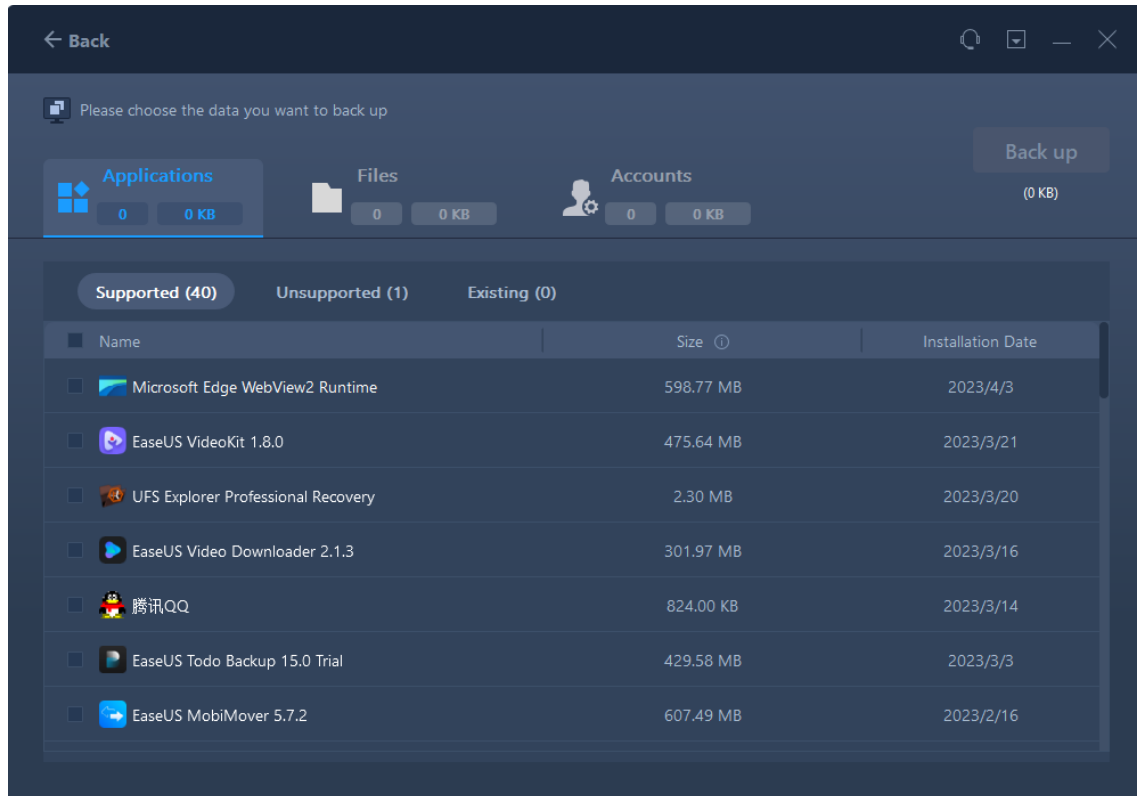 Back
Please choose the data you want to back up
Applications
0 0 KB
Files
0 0 KB
Accounts
0 0 KB
Back up
(0 KB)
Supported (40) Unsupported (1) Existing (0)
Name Size Installation Date
Microsoft Edge WebView2 Runtime 598.77 MB 2023/4/3
EaseUS VideoKit 1.8.0 475.64 MB 2023/3/21
UFS Explorer Professional Recovery 2.30 MB 2023/3/20
EaseUS Video Downloader 2.1.3 301.97 MB 2023/3/16
腾讯QQ 824.00 KB 2023/3/14
EaseUS Todo Backup 15.0 Trial 429.58 MB 2023/3/3
EaseUS MobiMover 5.7.2 607.49 MB 2023/2/16